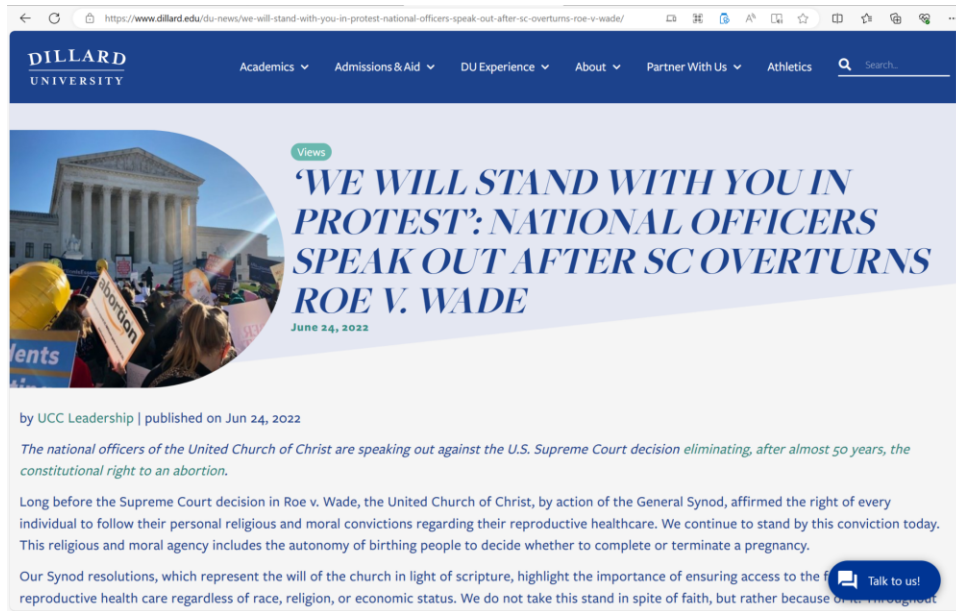 https://www.dillard.edu/du-news/we-will-stand-with-you-in-protest-national-officers-speak-out-after-sc-overturns-roe-v-wade/
DILLARD
UNIVERSITY
Academics
Admissions & Aid
DU Experience
About
Partner With Us
Athletics
Search...
Views
‘WE WILL STAND WITH YOU IN
PROTEST’: NATIONAL OFFICERS
SPEAK OUT AFTER SC OVERTURNS
ROE V. WADE
June 24, 2022
abortion
by UCC Leadership | published on Jun 24, 2022
The national officers of the United Church of Christ are speaking out against the U.S. Supreme Court decision eliminating, after almost 50 years, the
constitutional right to an abortion.
Long before the Supreme Court decision in Roe v. Wade, the United Church of Christ, by action of the General Synod, affirmed the right of every
individual to follow their personal religious and moral convictions regarding their reproductive healthcare. We continue to stand by this conviction today.
This religious and moral agency includes the autonomy of birthing people to decide whether to complete or terminate a pregnancy.
Our Synod resolutions, which represent the will of the church in light of scripture, highlight the importance of ensuring access to the
reproductive health care regardless of race, religion, or economic status. We do not take this stand in spite of faith, but rather because of it. Throughout
Talk to us!